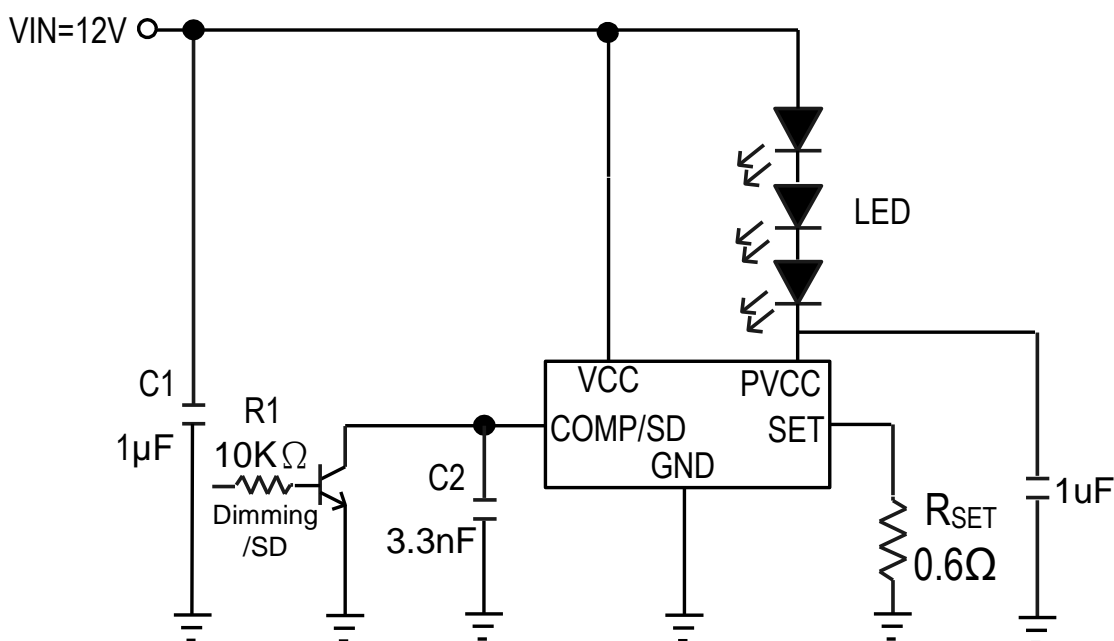 VIN=12V
LED
C1
1µF
R1
10KΩ
Dimming
/SD
C2
3.3nF
VCC
PVCC
COMP/SD
SET
GND
RSET
0.6Ω
1uF